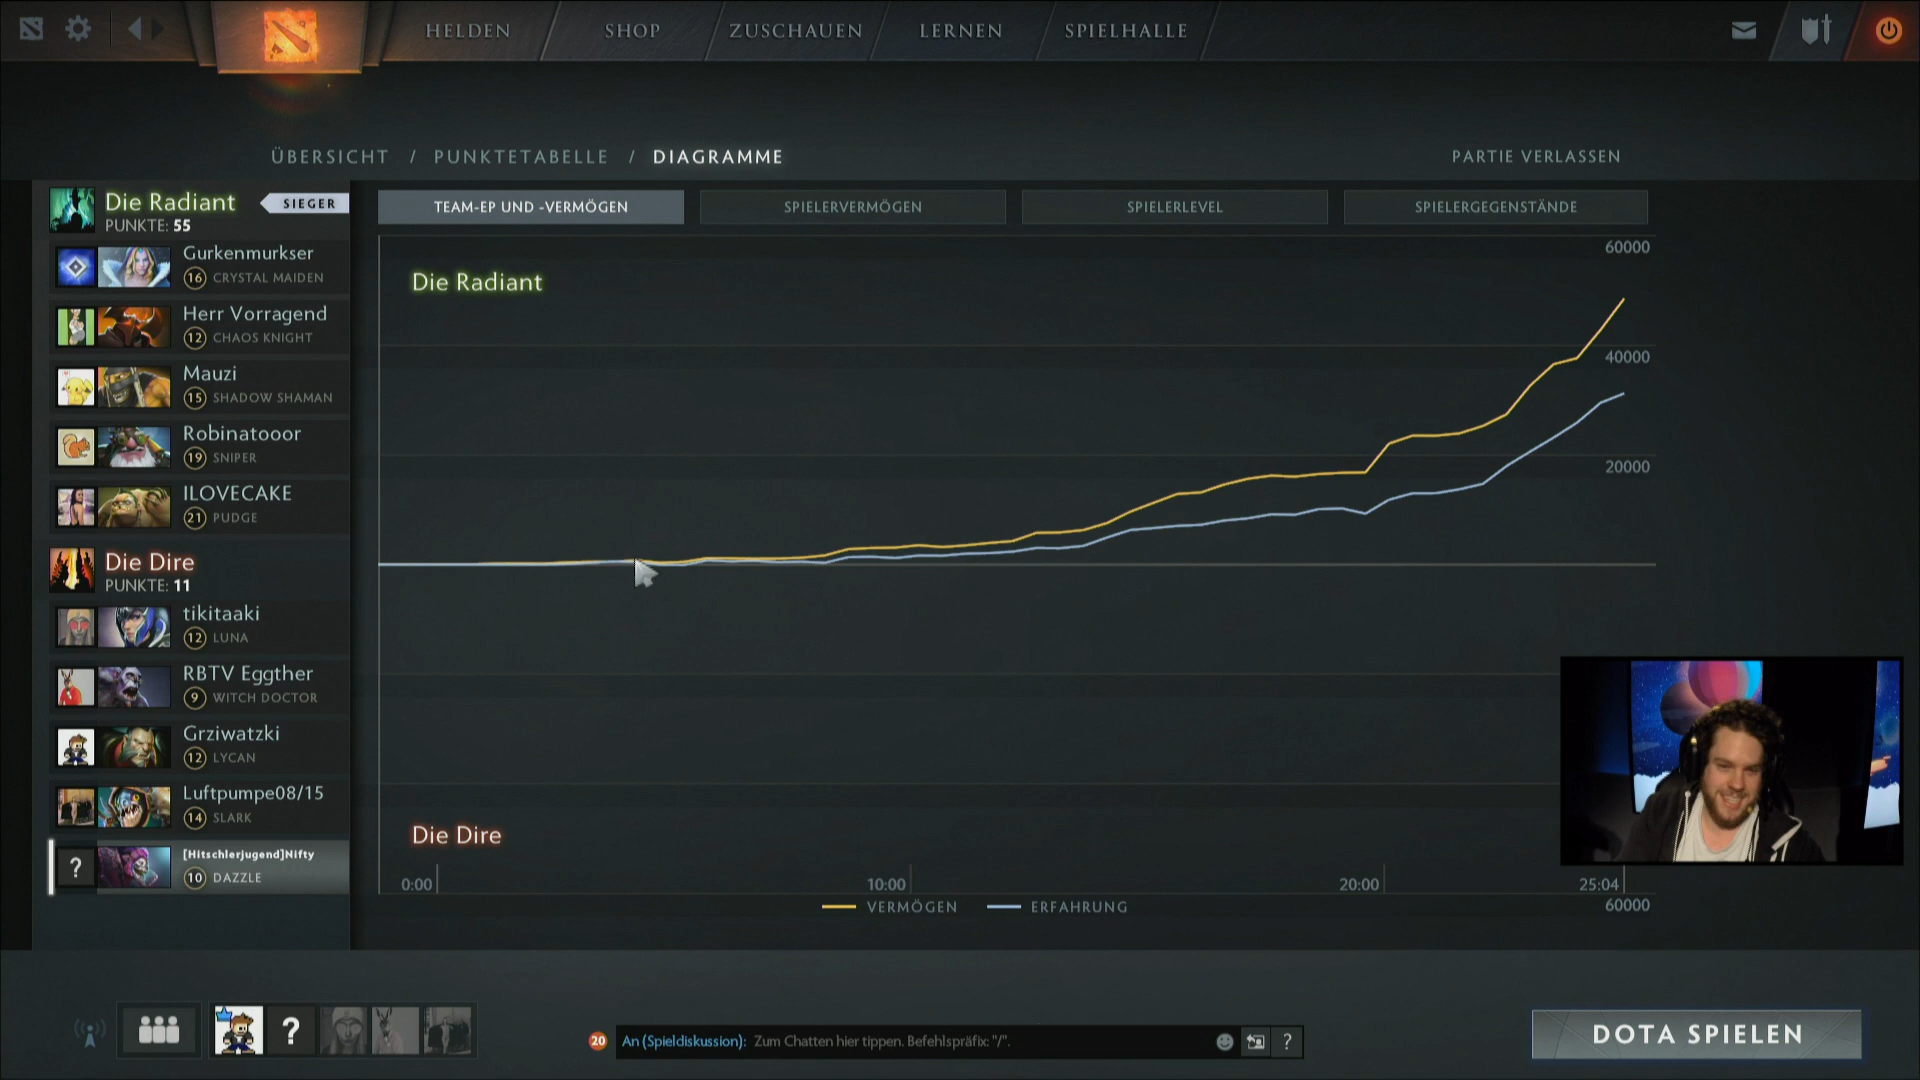 HELDEN
SHOP
ZUSCHAUEN
LERNEN
SPIELHALLE
ÜBERSICHT / PUNKTETABELLE / DIAGRAMME
PARTIE VERLASSEN
Die Radiant
SIEGER
PUNKTE: 55
Gurkenmurkser
16 CRYSTAL MAIDEN
Herr Vorragend
12 CHAOS KNIGHT
Mauzi
15 SHADOW SHAMAN
Robinatooor
19 SNIPER
ILOVECAKE
21 PUDGE
Die Dire
PUNKTE: 11
tikitaaki
12 LUNA
RBTV Eggther
9 WITCH DOCTOR
Grziwatzki
12 LYCAN
Luftpumpe08/15
14 SLARK
?
[Hitschlerjugend]Nifty
10 DAZZLE
TEAM-EP UND -VERMÖGEN
SPIELERVERMÖGEN
SPIELERLEVEL
SPIELERGEGENSTÄNDE
60000
Die Radiant
40000
20000
Die Dire
0:00
10:00
20:00
25:04
60000
VERMÖGEN
ERFAHRUNG
?
20
An (Spieldiskussion): Zum Chatten hier tippen. Befehlspräfix: "/".
?
DOTA SPIELEN